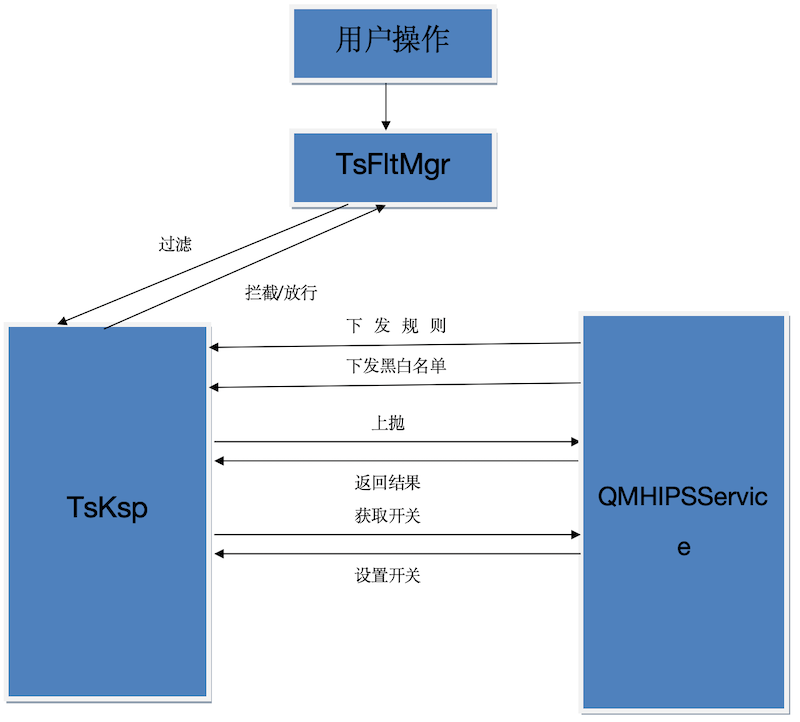 用户操作
TsFltMgr
过滤
拦截/放行
下 发 规 则
下发黑白名单
上抛
返回结果
获取开关
设置开关
TsKsp
QMHIPSServic
e